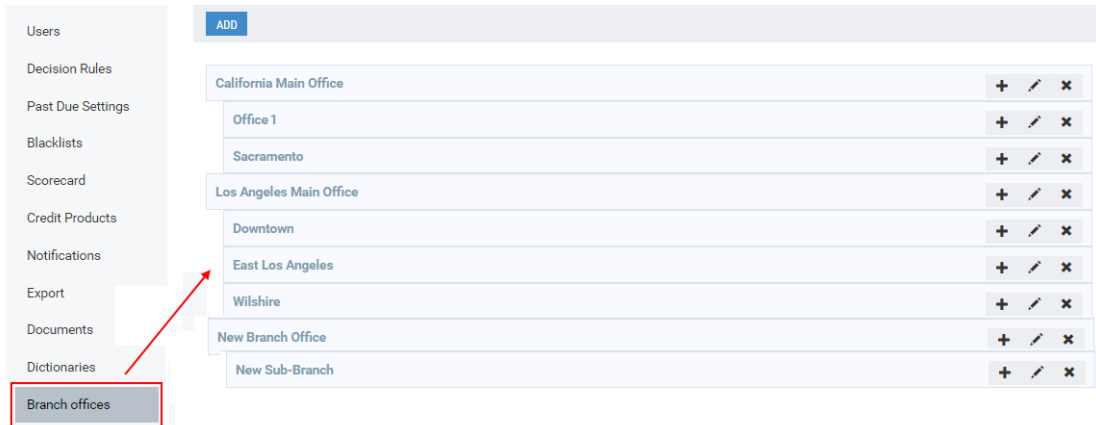 Users
Decision Rules
Past Due Settings
Blacklists
Scorecard
Credit Products
Notifications
Export
Documents
Dictionaries
Branch offices
ADD
California Main Office
Office 1
Sacramento
Los Angeles Main Office
Downtown
East Los Angeles
Wilshire
New Branch Office
New Sub-Branch